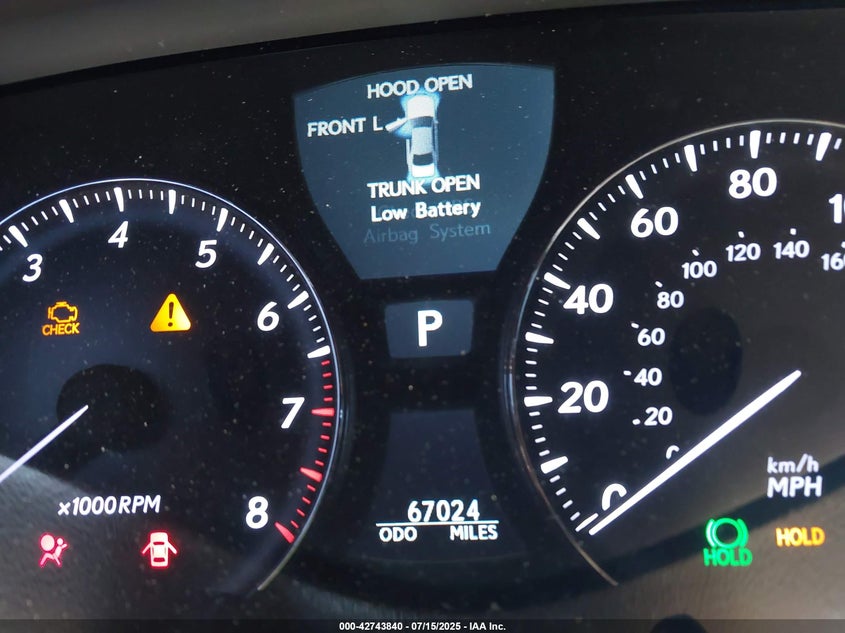 HOOD OPEN
FRONT L
TRUNK OPEN
Low Battery
Airbag System
3 4 5 6 7 8
CHECK
x1000RPM
P
67024
ODO MILES
0 20 40 60 80
20 40 60 80 100 120 140
km/h
MPH
HOLD
HOLD
000-42743840 - 07/15/2025 - IAA Inc.